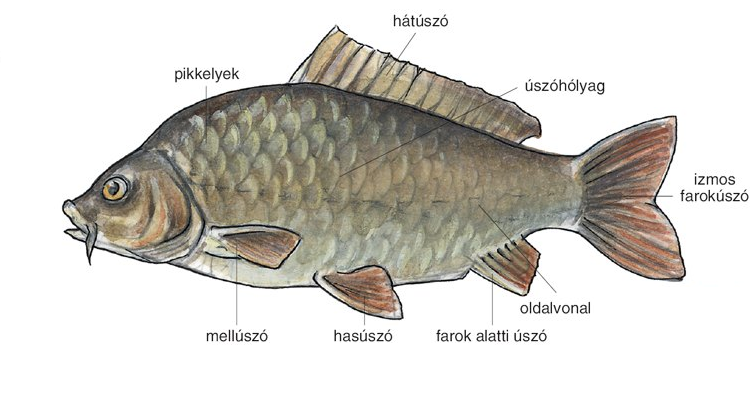 hátúszó
pikkelyek
úszóhólyag
izmos
farokúszó
oldalvonal
mellúszó
hasúszó
farok alatti úszó